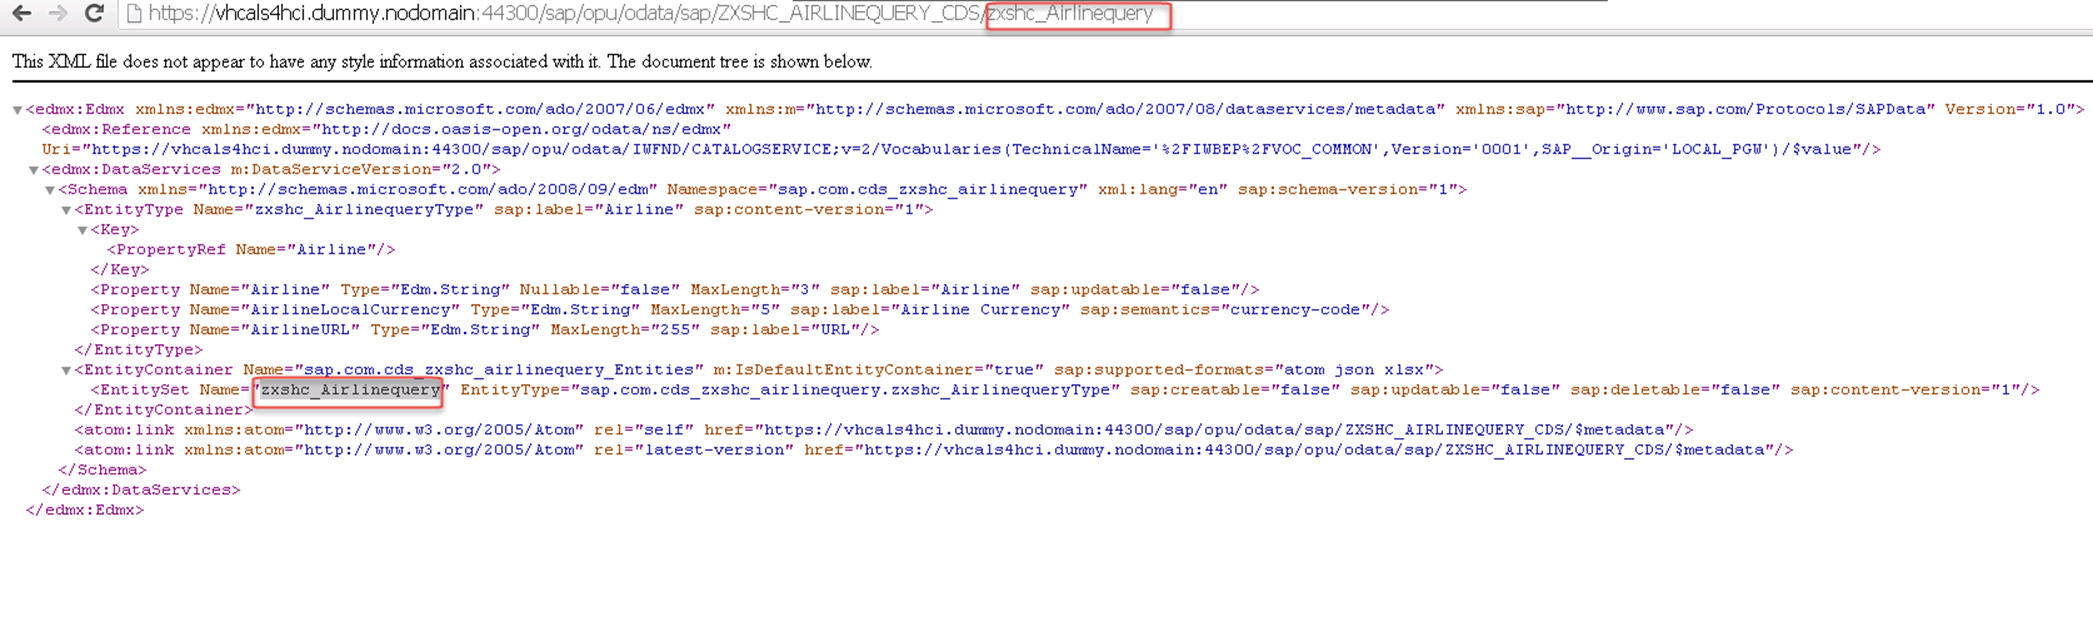 https://vhcals4hci.dummy.nodomain:44300/sap/opu/odata/sap/ZXSHC_AIRLINEQUERY_CDS/zxshc_Airlinequery
This XML file does not appear to have any style information associated with it. The document tree is shown below.
<edmx:Edmx xmlns:edmx="http://schemas.microsoft.com/ado/2007/06/edmx" xmlns:m="http://schemas.microsoft.com/ado/2007/08/dataservices/metadata" xmlns:sap="http://www.sap.com/Protocols/SAPData" Version="1.0">
<edmx:Reference xmlns:edmx="http://docs.oasis-open.org/odata/ns/edmx"
Uri="https://vhcals4hci.dummy.nodomain:44300/sap/opu/odata/IWFND/CATALOGSERVICE;v=2/Vocabularies(TechnicalName='%2FIWBEP%2FVOC_COMMON',Version='0001',SAP__Origin='LOCAL_PGW')/$value"/>
<edmx:DataServices m:DataServiceVersion="2.0">
<Schema xmlns="http://schemas.microsoft.com/ado/2008/09/edm" Namespace="sap.com.cds_zxshc_airlinequery" xml:lang="en" sap:schema-version="1">
<EntityType Name="zxshc_AirlinequeryType" sap:label="Airline" sap:content-version="1">
<Key>
<PropertyRef Name="Airline"/>
</Key>
<Property Name="Airline" Type="Edm.String" Nullable="false" MaxLength="3" sap:label="Airline" sap:updatable="false"/>
<Property Name="AirlineLocalCurrency" Type="Edm.String" MaxLength="5" sap:label="Airline Currency" sap:semantics="currency-code"/>
<Property Name="AirlineURL" Type="Edm.String" MaxLength="255" sap:label="URL"/>
</EntityType>
<EntityContainer Name="sap.com.cds_zxshc_airlinequery_Entities" m:IsDefaultEntityContainer="true" sap:supported-formats="atom json xlsx">
<EntitySet Name="zxshc_Airlinequery" EntityType="sap.com.cds_zxshc_airlinequery.zxshc_AirlinequeryType" sap:creatable="false" sap:updatable="false" sap:deletable="false" sap:content-version="1"/>
</EntityContainer>
<atom:link xmlns:atom="http://www.w3.org/2005/Atom" rel="self" href="https://vhcals4hci.dummy.nodomain:44300/sap/opu/odata/sap/ZXSHC_AIRLINEQUERY_CDS/$metadata"/>
<atom:link xmlns:atom="http://www.w3.org/2005/Atom" rel="latest-version" href="https://vhcals4hci.dummy.nodomain:44300/sap/opu/odata/sap/ZXSHC_AIRLINEQUERY_CDS/$metadata"/>
</Schema>
</edmx:DataServices>
</edmx:Edmx>